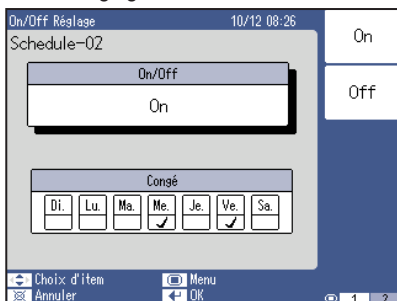 On/Off Réglage 10/12 08:26
Schedule-02
On/Off
On
Congé
Di. Lu. Ma. Me. Je. Ve. Sa.
Choix d'item Menu
Annuler OK
On
Off
1 2